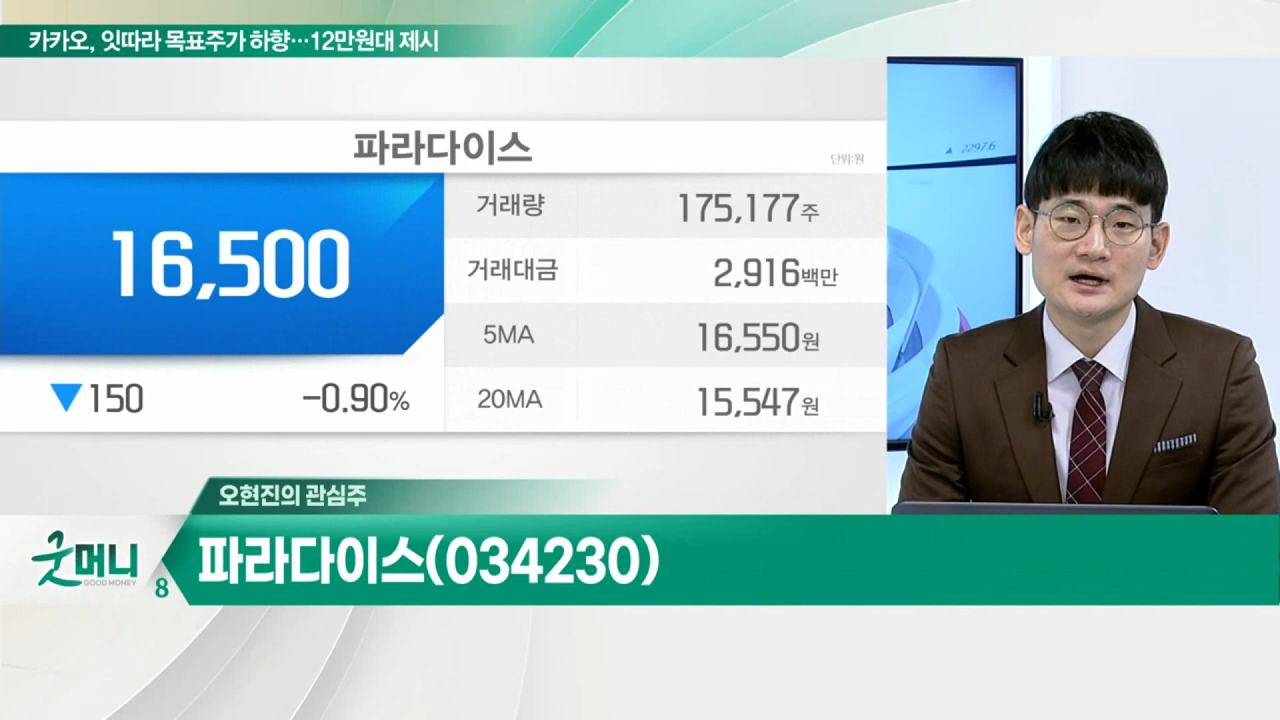 카카오, 잇따라 목표주가 하향…12만원대 제시
파라다이스
단위:원
16,500
▼150 -0.90%
거래량 175,177주
거래대금 2,916백만
5MA 16,550원
20MA 15,547원
▲ 2297.6
오현진의 관심주
파라다이스(034230)
굿머니
GOOD MONEY
8